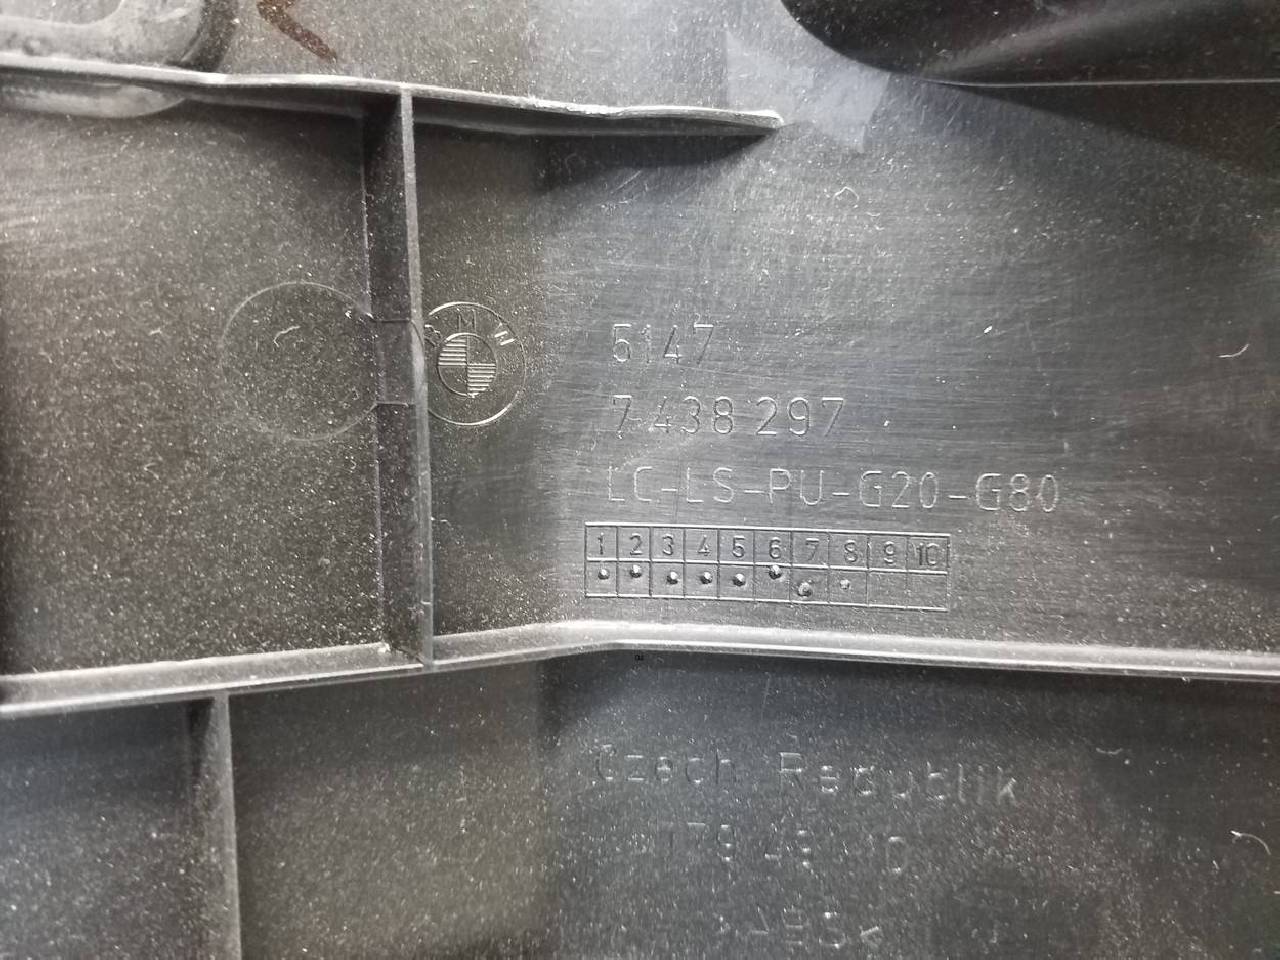 BMW
5147
7 438 297
LC-LS-PU-G20-G80
1 2 3 4 5 6 7 8 9 10
Czech Republik
>ABS<